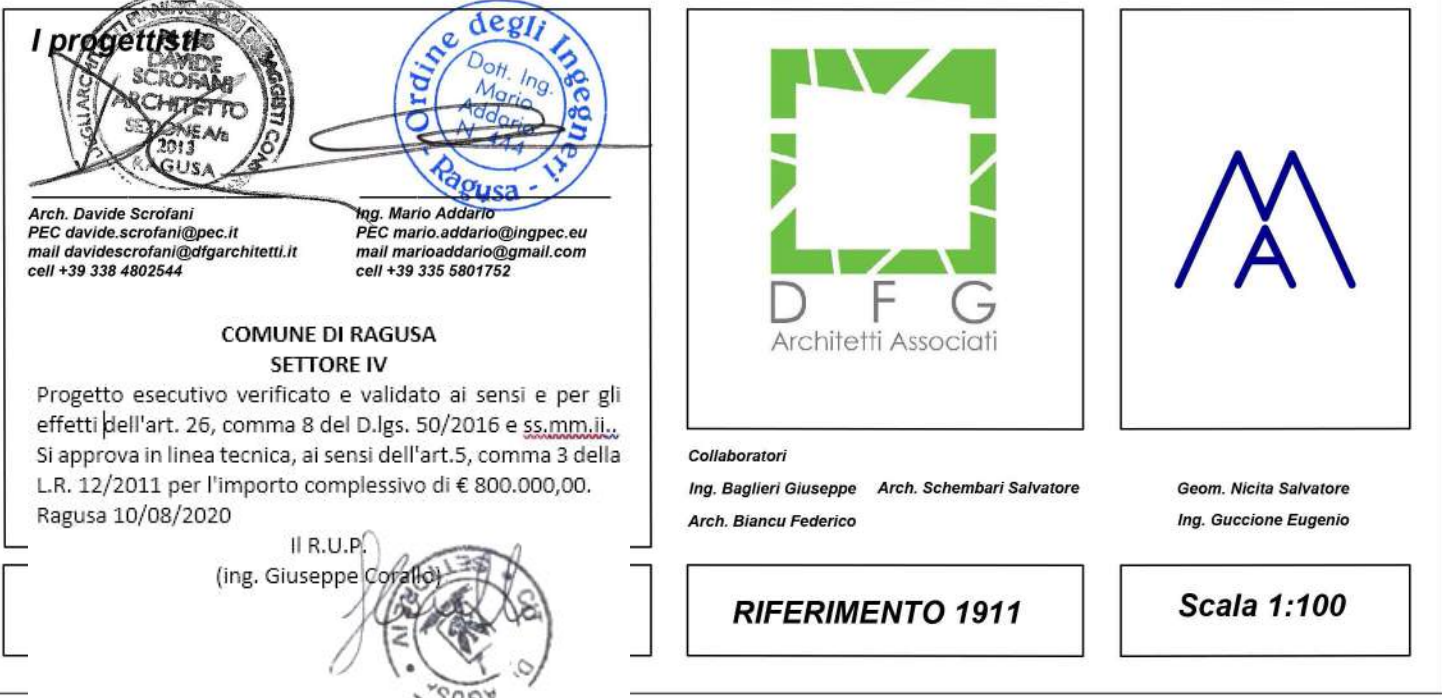 I progettisti
DAVIDE
SCROFANI
ARCHITETTO
SEZIONE A/a
2013
RAGUSA
Ordine degli Ingegneri
- Ragusa -
Dott. Ing.
Mario
Addario
N. 444
Arch. Davide Scrofani
PEC davide.scrofani@pec.it
mail davidescrofani@dfgarchitetti.it
cell +39 338 4802544
Ing. Mario Addario
PEC mario.addario@ingpec.eu
mail marioaddario@gmail.com
cell +39 335 5801752
COMUNE DI RAGUSA
SETTORE IV
Progetto esecutivo verificato e validato ai sensi e per gli
effetti dell'art. 26, comma 8 del D.lgs. 50/2016 e ss.mm.ii..
Si approva in linea tecnica, ai sensi dell'art.5, comma 3 della
L.R. 12/2011 per l'importo complessivo di € 800.000,00.
Ragusa 10/08/2020
Il R.U.P.
(ing. Giuseppe Corallo)
D F G
Architetti Associati
MA
Collaboratori
Ing. Baglieri Giuseppe Arch. Schembari Salvatore
Arch. Biancu Federico
Geom. Nicita Salvatore
Ing. Guccione Eugenio
RIFERIMENTO 1911
Scala 1:100